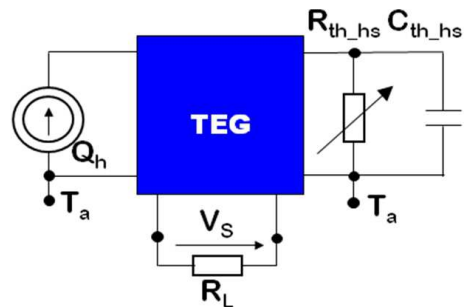 R_th_hs C_th_hs
TEG
Q_h
T_a
T_a
V_S
R_L